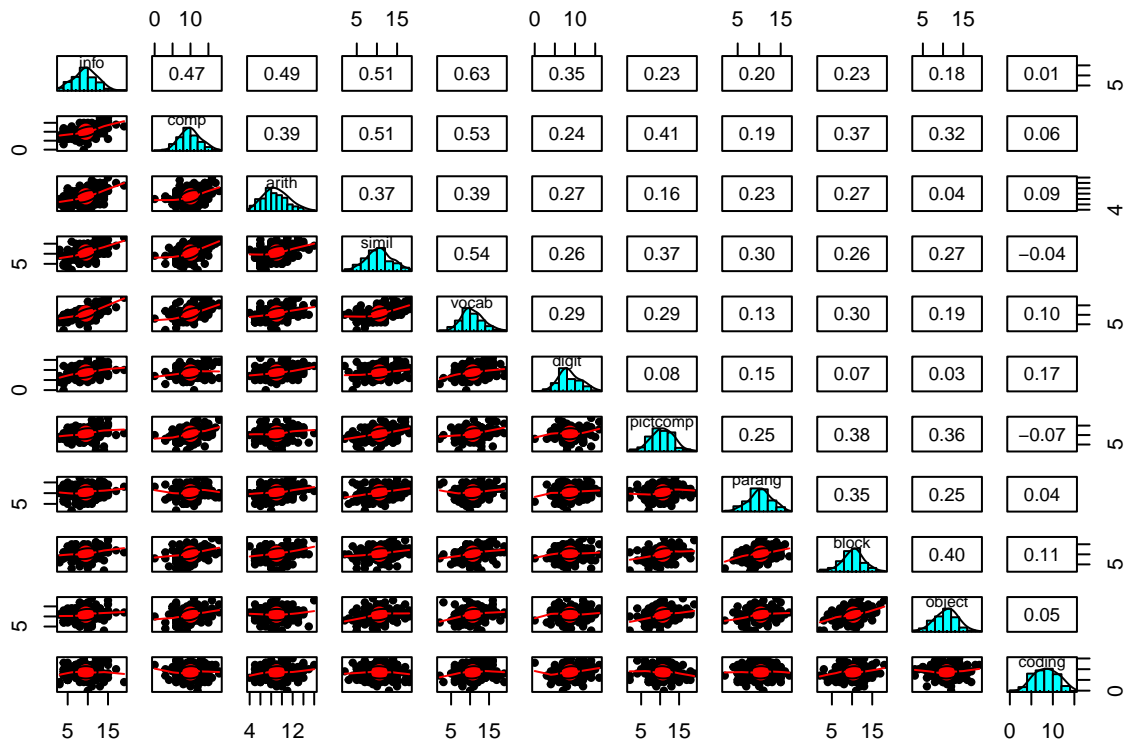 0 10 5 15 0 10 5 15 5 15
info 0.47 0.49 0.51 0.63 0.35 0.23 0.20 0.23 0.18 0.01 5
0 comp 0.39 0.51 0.53 0.24 0.41 0.19 0.37 0.32 0.06
arith 0.37 0.39 0.27 0.16 0.23 0.27 0.04 0.09 4
5 simil 0.54 0.26 0.37 0.30 0.26 0.27 −0.04
vocab 0.29 0.29 0.13 0.30 0.19 0.10 5
0 digit 0.08 0.15 0.07 0.03 0.17
pictcomp 0.25 0.38 0.36 −0.07 5
5 parang 0.35 0.25 0.04
block 0.40 0.11 5
5 object 0.05
coding 0
5 15 4 12 5 15 5 15 5 15 0 10